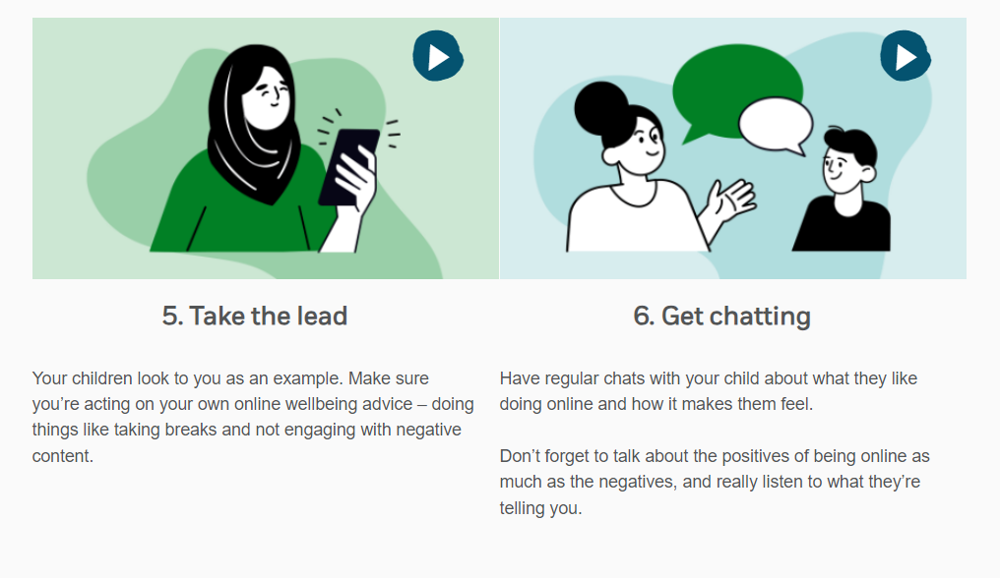 5. Take the lead
Your children look to you as an example. Make sure
you’re acting on your own online wellbeing advice – doing
things like taking breaks and not engaging with negative
content.
6. Get chatting
Have regular chats with your child about what they like
doing online and how it makes them feel.
Don’t forget to talk about the positives of being online as
much as the negatives, and really listen to what they’re
telling you.